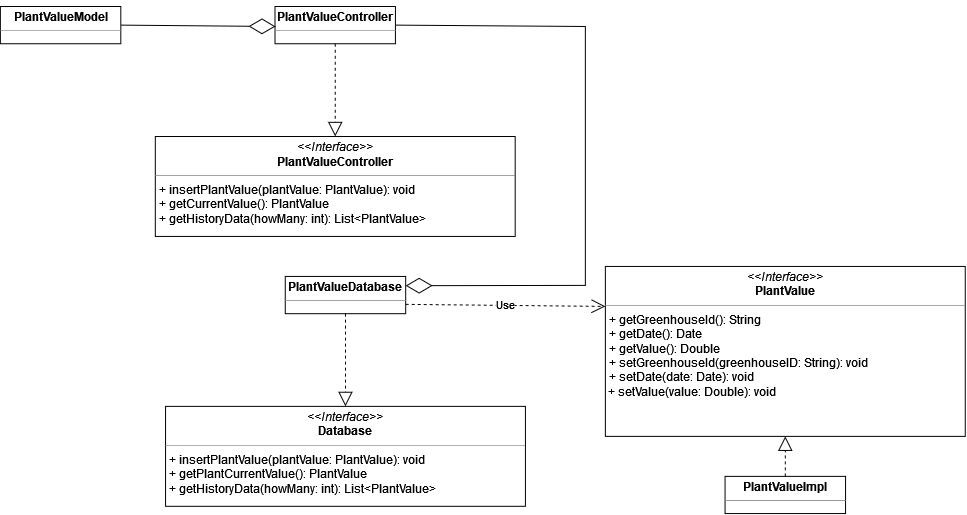 PlantValueModel
PlantValueController
<<Interface>>
PlantValueController
+ insertPlantValue(plantValue: PlantValue): void
+ getCurrentValue(): PlantValue
+ getHistoryData(howMany: int): List<PlantValue>
PlantValueDatabase
Use
<<Interface>>
PlantValue
+ getGreenhouseId(): String
+ getDate(): Date
+ getValue(): Double
+ setGreenhouseId(greenhouseID: String): void
+ setDate(date: Date): void
+ setValue(value: Double): void
<<Interface>>
Database
+ insertPlantValue(plantValue: PlantValue): void
+ getPlantCurrentValue(): PlantValue
+ getHistoryData(howMany: int): List<PlantValue>
PlantValueImpl